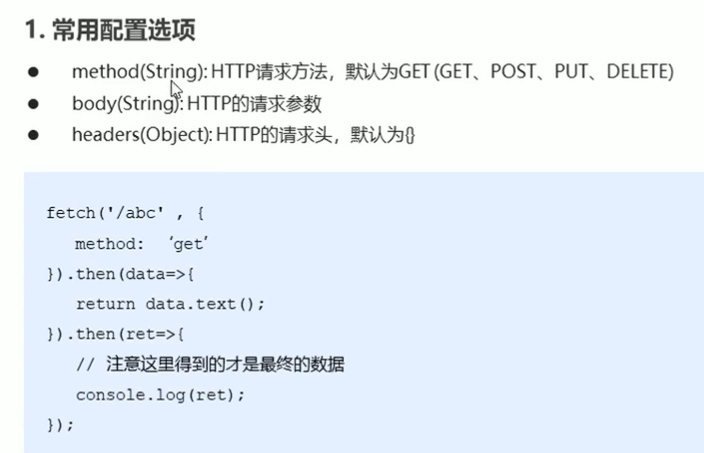 1. 常用配置选项
● method(String): HTTP请求方法，默认为GET (GET、POST、PUT、DELETE)
● body(String): HTTP的请求参数
● headers(Object): HTTP的请求头，默认为{}
fetch('/abc' , {
method: ‘get’
}).then(data=>{
return data.text();
}).then(ret=>{
// 注意这里得到的才是最终的数据
console.log(ret);
});